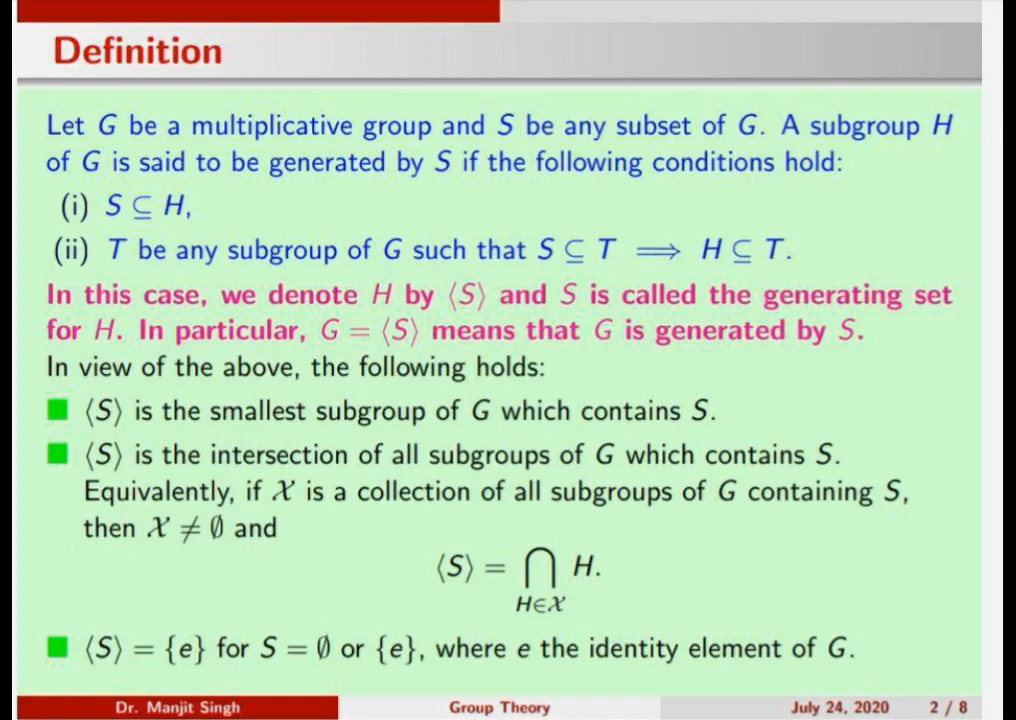 Definition
Let G be a multiplicative group and S be any subset of G. A subgroup H
of G is said to be generated by S if the following conditions hold:
(i) S ⊆ H,
(ii) T be any subgroup of G such that S ⊆ T ⟹ H ⊆ T.
In this case, we denote H by ⟨S⟩ and S is called the generating set
for H. In particular, G = ⟨S⟩ means that G is generated by S.
In view of the above, the following holds:
⟨S⟩ is the smallest subgroup of G which contains S.
⟨S⟩ is the intersection of all subgroups of G which contains S.
Equivalently, if 𝒳 is a collection of all subgroups of G containing S,
then 𝒳 ≠ ∅ and
⟨S⟩ = ⋂ H.
H∈𝒳
⟨S⟩ = {e} for S = ∅ or {e}, where e the identity element of G.
Dr. Manjit Singh Group Theory July 24, 2020 2 / 8